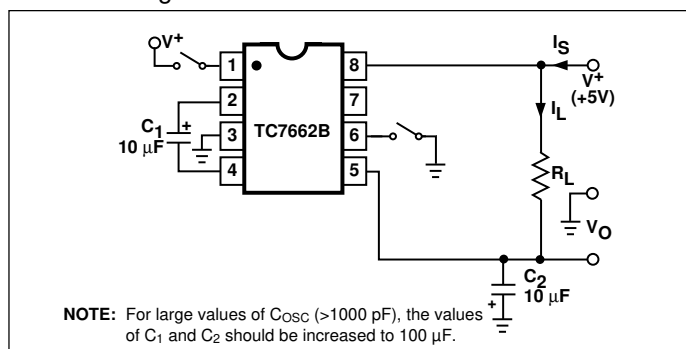 V+
1
2
3
4
TC7662B
8
7
6
5
C1
+
10 µF
IS
V+
(+5V)
IL
RL
VO
C2
10 µF
+
NOTE: For large values of COSC (>1000 pF), the values
of C1 and C2 should be increased to 100 µF.